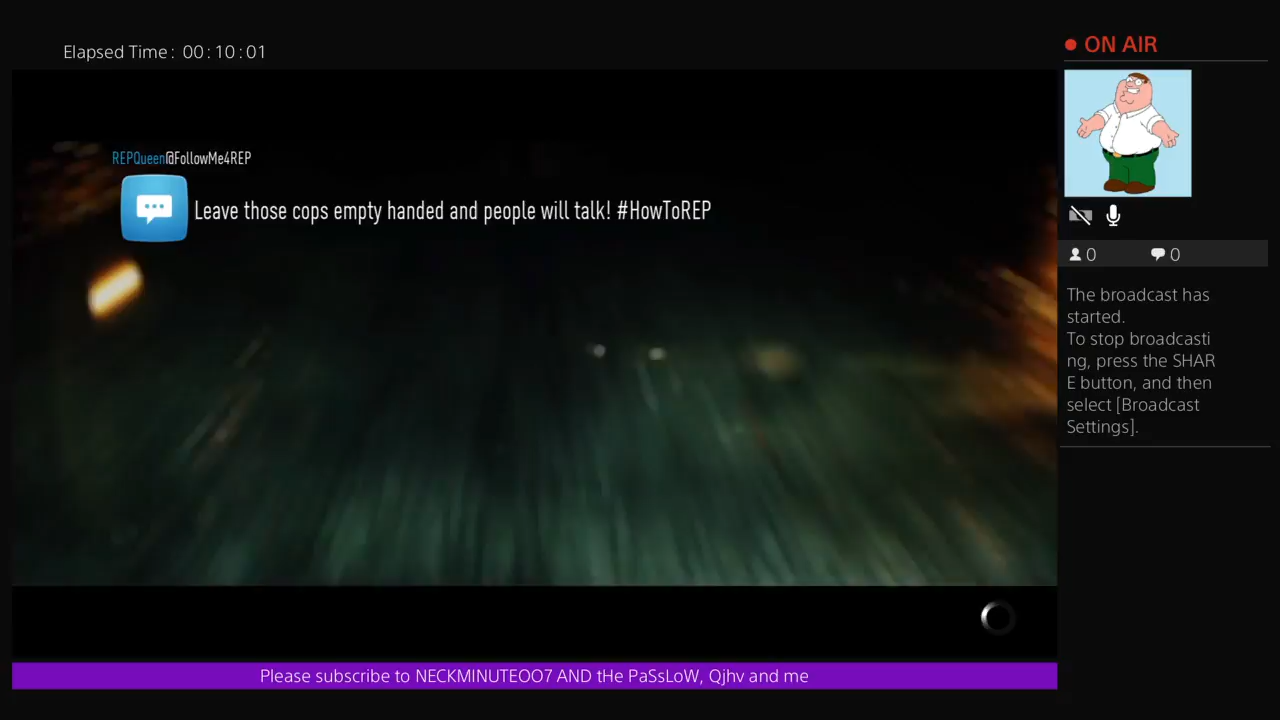 Elapsed Time: 00:10:01
ON AIR
REPQueen@FollowMe4REP
Leave those cops empty handed and people will talk! #HowToREP
0 0
The broadcast has
started.
To stop broadcasti
ng, press the SHAR
E button, and then
select [Broadcast
Settings].
Please subscribe to NECKMINUTEOO7 AND tHe PaSsLoW, Qjhv and me